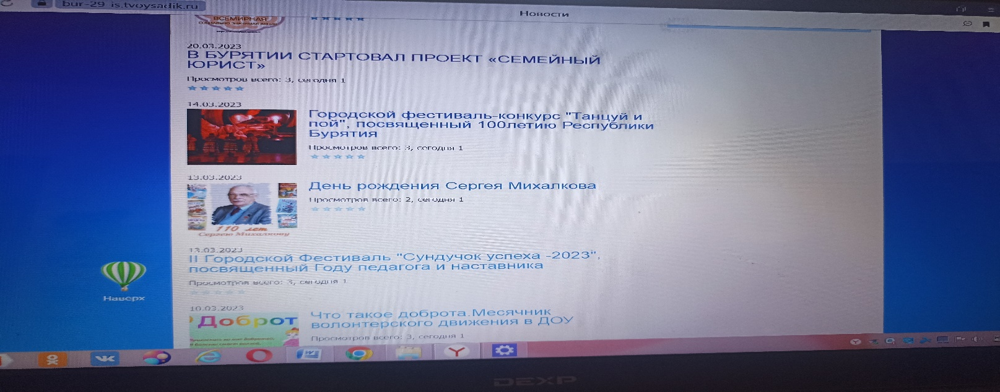 bur-29 is.tvoysadik.ru
Новости
ВСЕМИРНАЯ
20.03.2023
В БУРЯТИИ СТАРТОВАЛ ПРОЕКТ «СЕМЕЙНЫЙ
ЮРИСТ»
Просмотров всего: 3, сегодня 1
14.03.2023
Городской фестиваль-конкурс "Танцуй и
пой", посвященный 100летию Республики
Бурятия
Просмотров всего: 3, сегодня 1
13.03.2023
День рождения Сергея Михалкова
Просмотров всего: 2, сегодня 1
110 лет
Сергею Михалкову
13.03.2023
II Городской Фестиваль "Сундучок успеха -2023",
посвященный Году педагога и наставника
Просмотров всего: 3, сегодня 1
Наверх
10.03.2023
Что такое доброта.Месячник
волонтерского движения в ДОУ
Доброт
Просмотров всего: 3, сегодня 1
DEXP